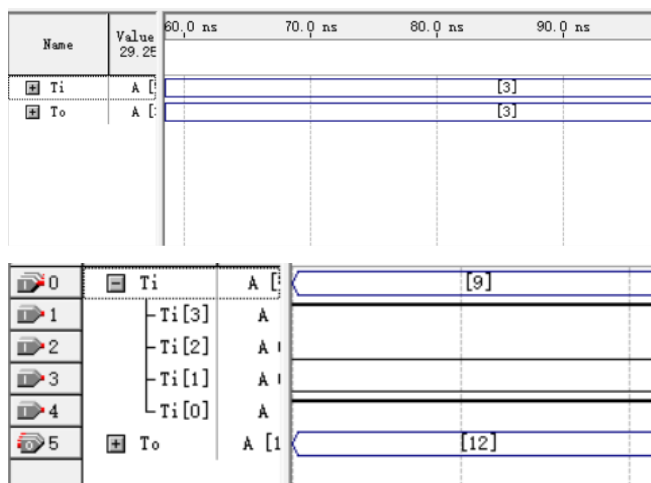 Name Value 60.0 ns 70.0 ns 80.0 ns 90.0 ns
29.2E
Ti A [ [3]
To A [ [3]
0 Ti A [ [9]
1 Ti[3] A
2 Ti[2] A
3 Ti[1] A
4 Ti[0] A
5 To A [1 [12]